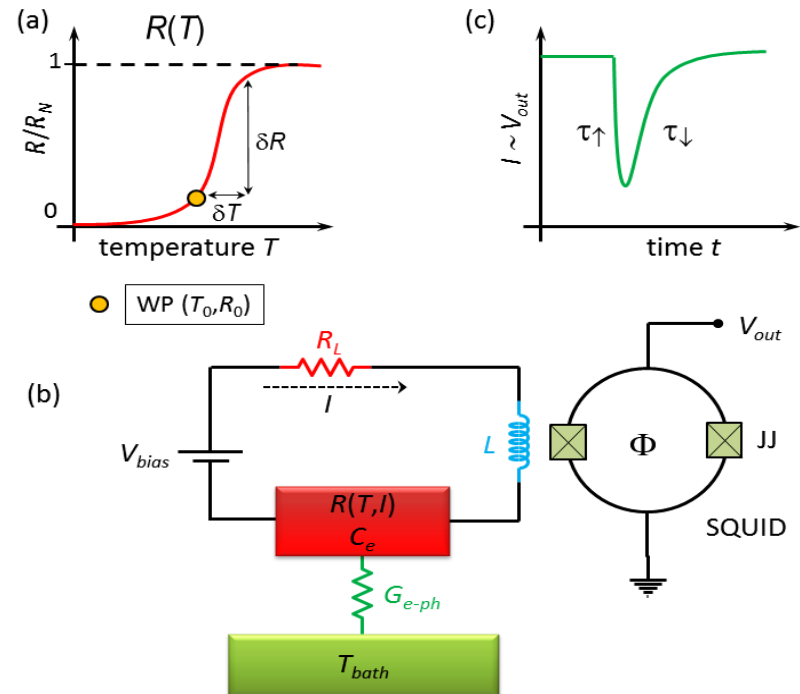 (a)
R(T)
1
R/R_N
δR
0
δT
temperature T
WP (T_0,R_0)
(c)
I ~ V_out
τ↑
τ↓
time t
(b)
R_L
I
V_bias
L
R(T,I)
C_e
G_e-ph
T_bath
V_out
Φ
JJ
SQUID